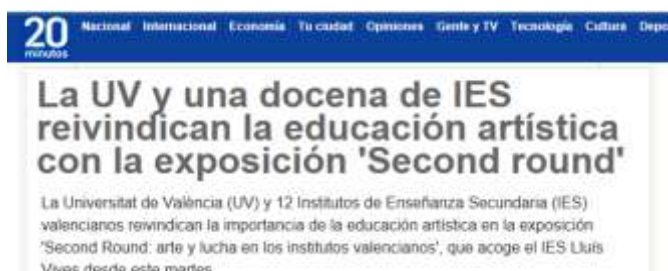 20 minutos
Nacional Internacional Economía Tu ciudad Opiniones Gente y TV Tecnología Cultura Depo
La UV y una docena de IES
reivindican la educación artística
con la exposición 'Second round'
La Universitat de València (UV) y 12 Institutos de Enseñanza Secundaria (IES)
valencianos reivindican la importancia de la educación artística en la exposición
'Second Round: arte y lucha en los institutos valencianos', que acoge el IES Lluís
Vives desde este martes